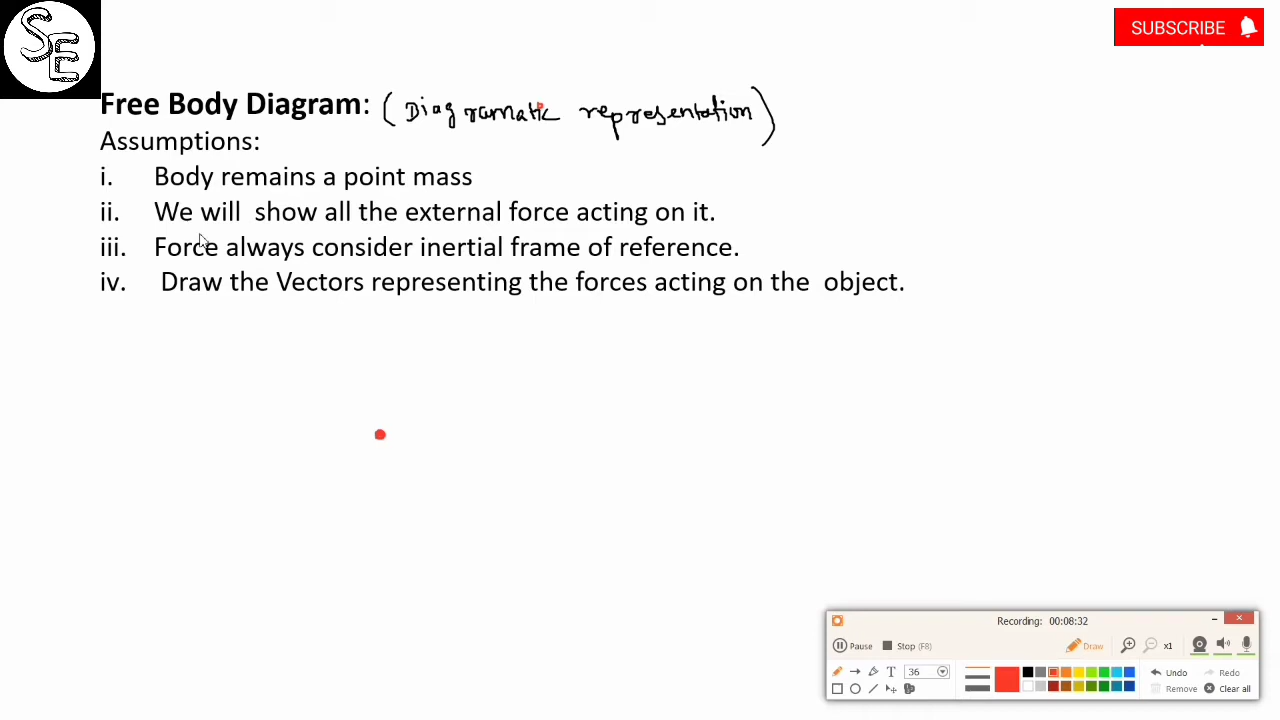 SE
SUBSCRIBE
Free Body Diagram: (Diagramatic representation)
Assumptions:
i. Body remains a point mass
ii. We will show all the external force acting on it.
iii. Force always consider inertial frame of reference.
iv. Draw the Vectors representing the forces acting on the object.
Recording: 00:08:32
Pause Stop (F8) Draw x1
T 36 Undo Redo
Remove Clear all